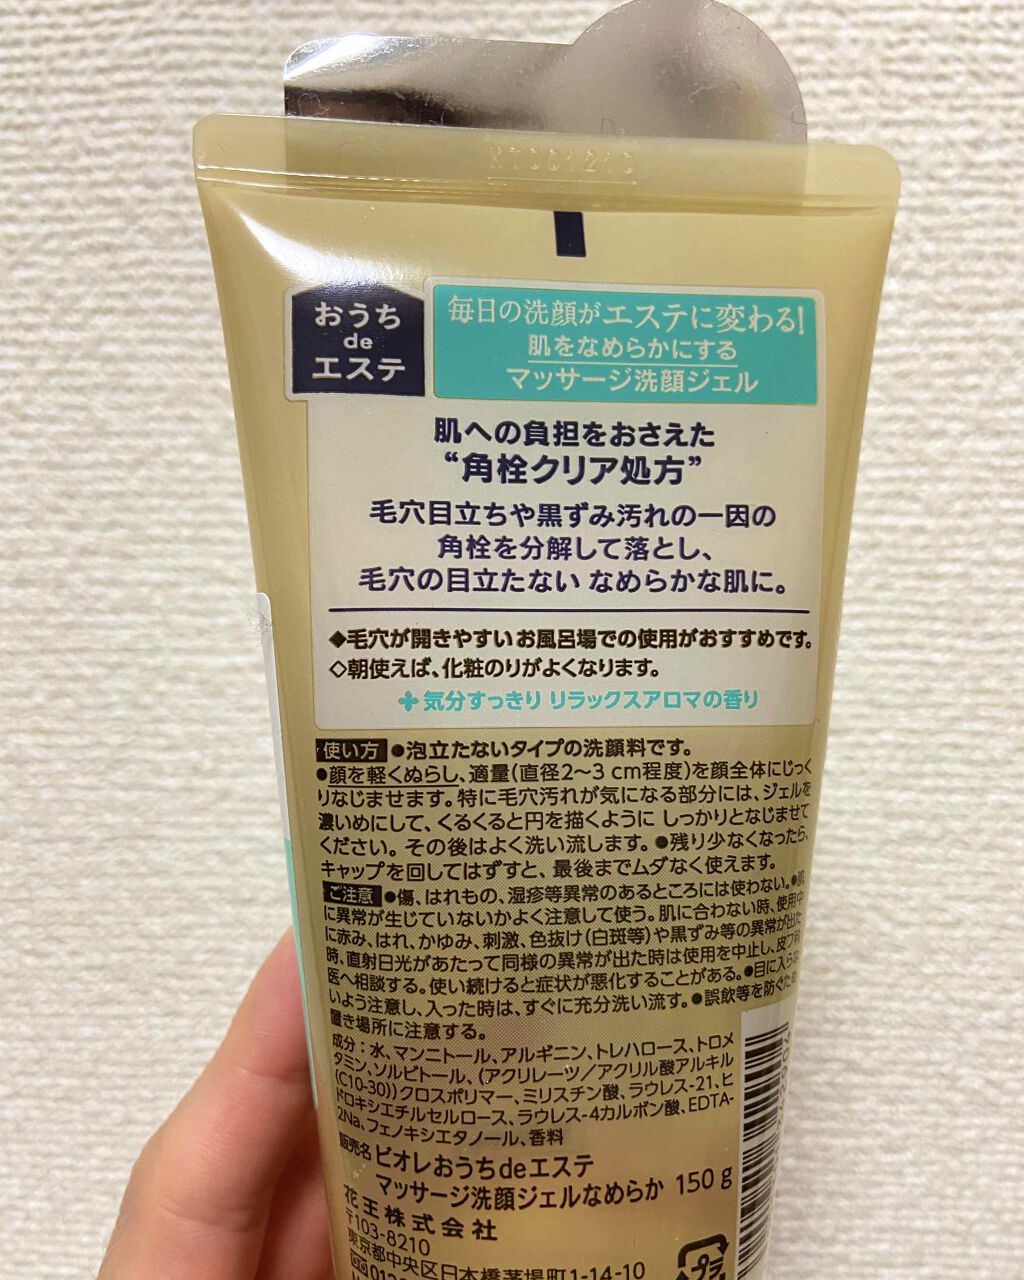 おうち
de
エステ
毎日の洗顔がエステに変わる!
肌をなめらかにする
マッサージ洗顔ジェル
肌への負担をおさえた
“角栓クリア処方”
毛穴目立ちや黒ずみ汚れの一因の
角栓を分解して落とし、
毛穴の目立たない なめらかな肌に。
◆毛穴が開きやすいお風呂場での使用がおすすめです。
◇朝使えば、化粧のりがよくなります。
気分すっきり リラックスアロマの香り
使い方 ●泡立たないタイプの洗顔料です。
●顔を軽くぬらし、適量(直径2〜3 cm程度)を顔全体にじっく
りなじませます。特に毛穴汚れが気になる部分には、ジェルを
濃いめにして、くるくると円を描くように しっかりとなじませて
ください。その後はよく洗い流します。●残り少なくなったら、
キャップを回してはずすと、最後までムダなく使えます。
ご注意 ●傷、はれもの、湿疹等異常のあるところには使わない。●肌
に異常が生じていないかよく注意して使う。肌に合わない時、使用中
に赤み、はれ、かゆみ、刺激、色抜け(白斑等)や黒ずみ等の異常が出た
時、直射日光があたって同様の異常が出た時は使用を中止し、皮フ科
医へ相談する。使い続けると症状が悪化することがある。●目に入らな
いよう注意し、入った時は、すぐに充分洗い流す。●誤飲等を防ぐため
置き場所に注意する。
成分:水、マンニトール、アルギニン、トレハロース、トロメ
タミン、ソルビトール、(アクリレーツ/アクリル酸アルキル
(C10-30))クロスポリマー、ミリスチン酸、ラウレス-21、ヒ
ドロキシエチルセルロース、ラウレス-4カルボン酸、EDTA-
2Na、フェノキシエタノール、香料
販売名 ビオレおうちdeエステ
マッサージ洗顔ジェルなめらか 150 g
花王株式会社
〒103-8210
東京都中央区日本橋茅場町1-14-10
プラ